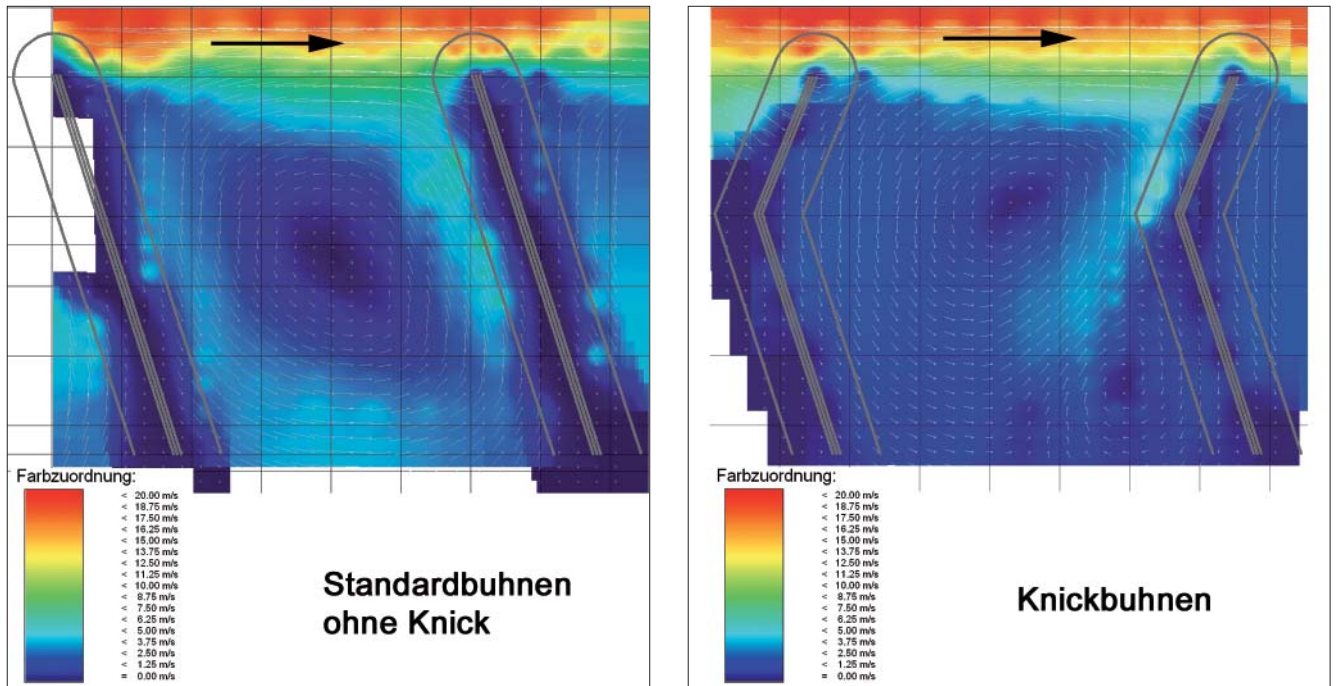 Farbzuordnung:
< 20.00 m/s
< 18.75 m/s
< 17.50 m/s
< 16.25 m/s
< 15.00 m/s
< 13.75 m/s
< 12.50 m/s
< 11.25 m/s
< 10.00 m/s
< 8.75 m/s
< 7.50 m/s
< 6.25 m/s
< 5.00 m/s
< 3.75 m/s
< 2.50 m/s
< 1.25 m/s
= 0.00 m/s
Standardbuhnen
ohne Knick
Farbzuordnung:
< 20.00 m/s
< 18.75 m/s
< 17.50 m/s
< 16.25 m/s
< 15.00 m/s
< 13.75 m/s
< 12.50 m/s
< 11.25 m/s
< 10.00 m/s
< 8.75 m/s
< 7.50 m/s
< 6.25 m/s
< 5.00 m/s
< 3.75 m/s
< 2.50 m/s
< 1.25 m/s
= 0.00 m/s
Knickbuhnen